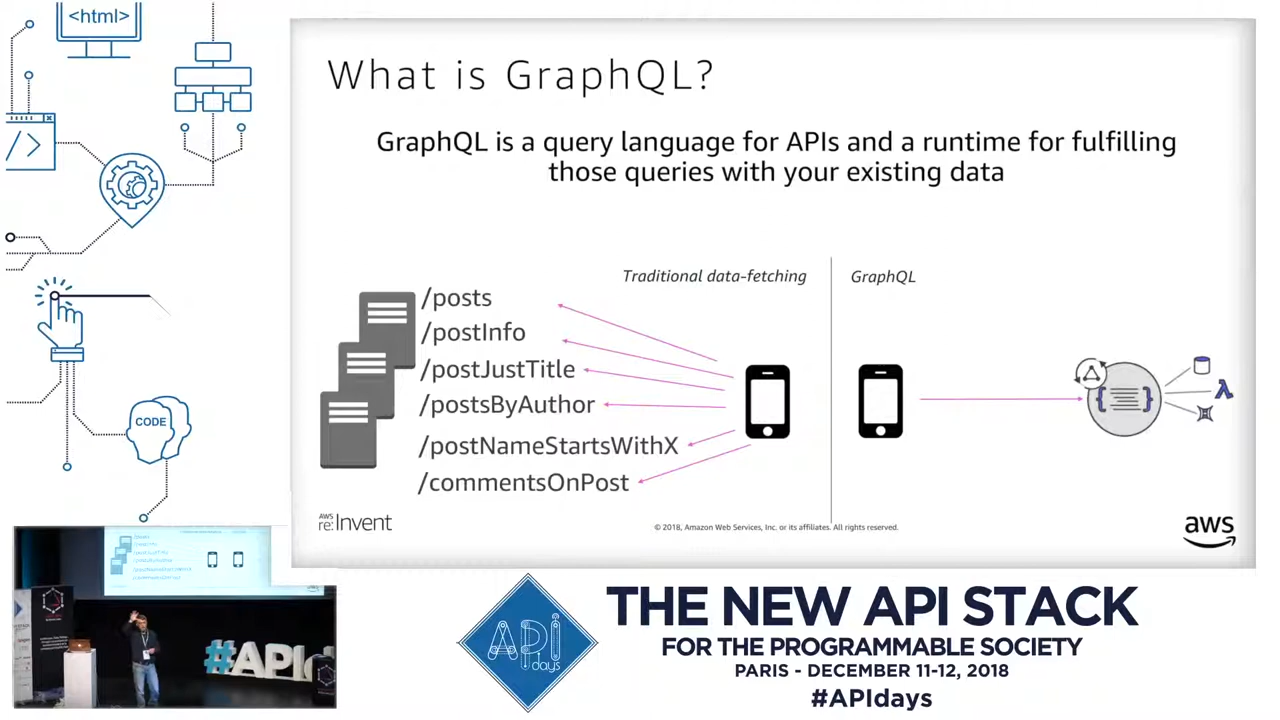 <html>
What is GraphQL?
GraphQL is a query language for APIs and a runtime for fulfilling
those queries with your existing data
Traditional data-fetching
GraphQL
/posts
/postInfo
/postJustTitle
/postsByAuthor
/postNameStartsWithX
/commentsOnPost
/>
CODE
AWS
re:Invent
© 2018, Amazon Web Services, Inc. or its affiliates. All rights reserved.
aws
#APId
APi
days
THE NEW API STACK
FOR THE PROGRAMMABLE SOCIETY
PARIS - DECEMBER 11-12, 2018
#APIdays